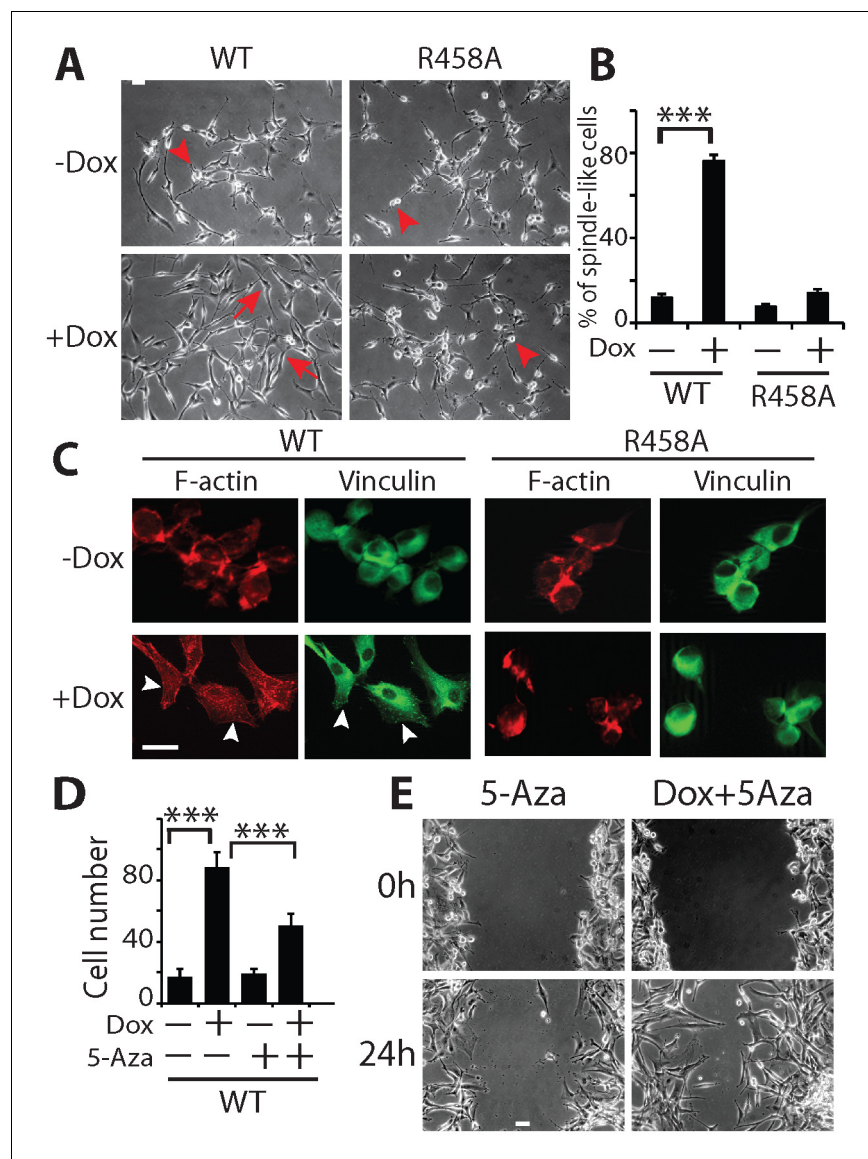 A
WT
R458A
-Dox
+Dox
B
% of spindle-like cells
80
40
0
***
Dox — + — +
WT
R458A
C
WT
R458A
F-actin
Vinculin
F-actin
Vinculin
-Dox
+Dox
D
Cell number
80
40
0
***
***
Dox — + — +
5-Aza — — + +
WT
E
5-Aza
Dox+5Aza
0h
24h